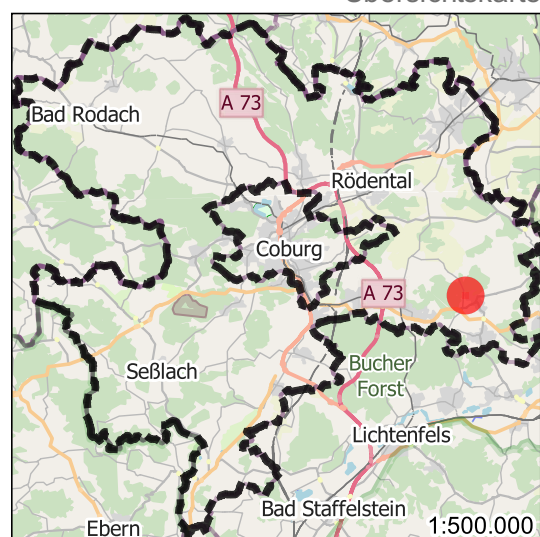 Übersichtskarte
A 73
Bad Rodach
Rödental
Coburg
A 73
Bucher
Forst
Seßlach
Lichtenfels
Bad Staffelstein
Ebern
1:500.000